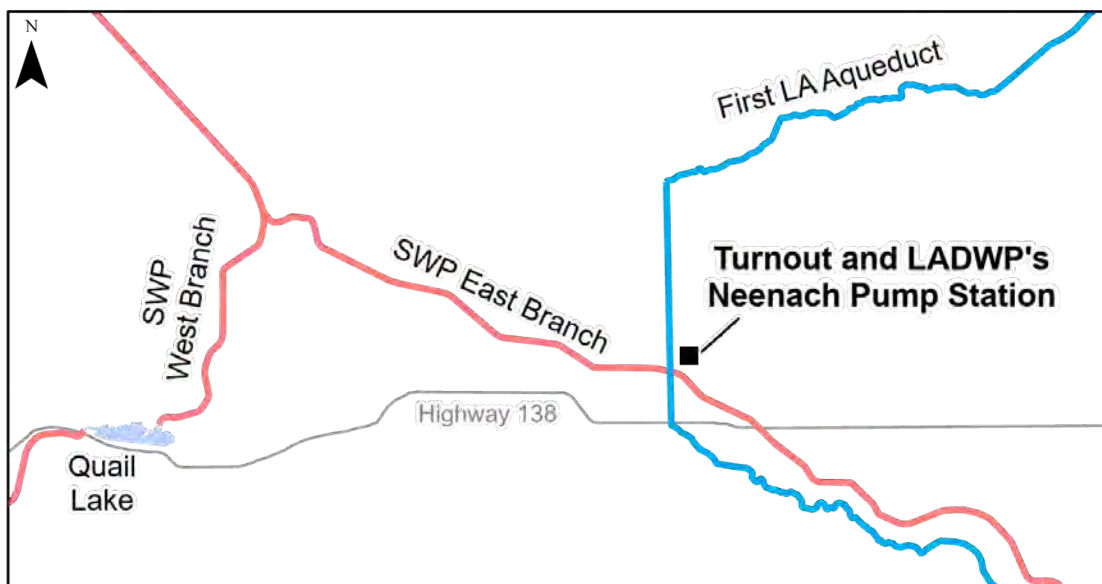 N
First LA Aqueduct
SWP
West Branch
SWP East Branch
Turnout and LADWP's
Neenach Pump Station
Highway 138
Quail
Lake